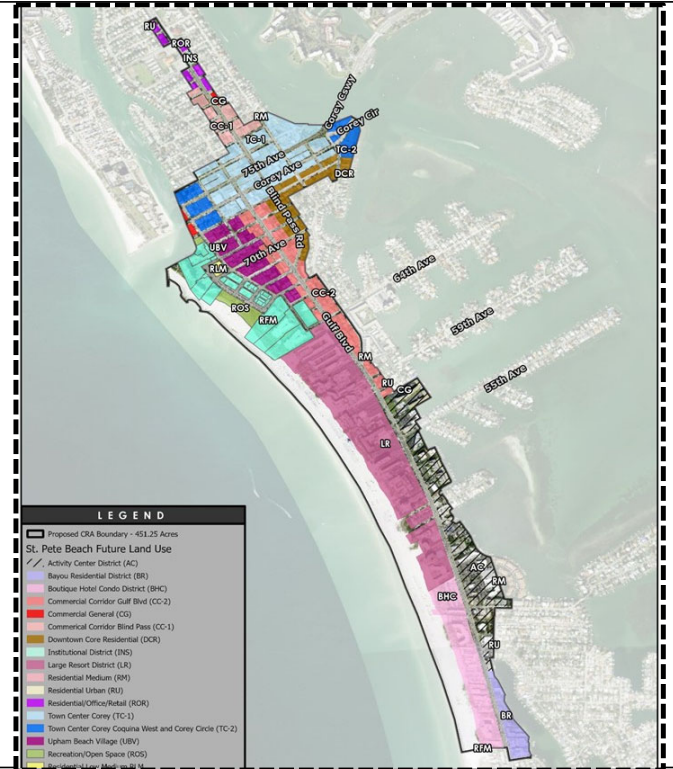 RU
ROR
INS
CG
CC-1
RM
TC-1
Corey Cswy
Corey Cir
75th Ave
TC-2
Corey Ave
DCR
Blind Pass Rd
UBV
70th Ave
RLM
64th Ave
CC-2
ROS
RFM
Gulf Blvd
59th Ave
RM
RU
CG
55th Ave
LR
AC
RM
BHC
RU
BR
RFM
LEGEND
Proposed CRA Boundary - 451.25 Acres
St. Pete Beach Future Land Use
Activity Center District (AC)
Bayou Residential District (BR)
Boutique Hotel Condo District (BHC)
Commercial Corridor Gulf Blvd (CC-2)
Commercial General (CG)
Commerical Corridor Blind Pass (CC-1)
Downtown Core Residential (DCR)
Institutional District (INS)
Large Resort District (LR)
Residential Medium (RM)
Residential Urban (RU)
Residential/Office/Retail (ROR)
Town Center Corey (TC-1)
Town Center Corey Coquina West and Corey Circle (TC-2)
Upham Beach Village (UBV)
Recreation/Open Space (ROS)
Residential Low Medium RLM